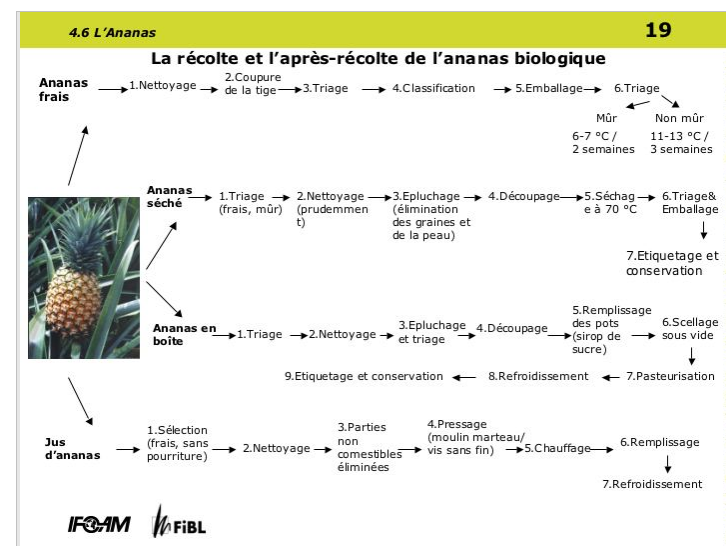 4.6 L’Ananas
19
La récolte et l’après-récolte de l’ananas biologique
Ananas
frais
1.Nettoyage
2.Coupure
de la tige
3.Triage
4.Classification
5.Emballage
6.Triage
Mûr
6-7 °C /
2 semaines
Non mûr
11-13 °C /
3 semaines
Ananas
séché
1.Triage
(frais, mûr)
2.Nettoyage
(prudemmen
t)
3.Epluchage
(élimination
des graines et
de la peau)
4.Découpage
5.Séchag
e à 70 °C
6.Triage&
Emballage
7.Etiquetage et
conservation
Ananas en
boîte
1.Triage
2.Nettoyage
3.Epluchage
et triage
4.Découpage
5.Remplissage
des pots
(sirop de
sucre)
6.Scellage
sous vide
7.Pasteurisation
8.Refroidissement
9.Etiquetage et conservation
Jus
d’ananas
1.Sélection
(frais, sans
pourriture)
2.Nettoyage
3.Parties
non
comestibles
éliminées
4.Pressage
(moulin marteau/
vis sans fin)
5.Chauffage
6.Remplissage
7.Refroidissement
IFOAM
FiBL